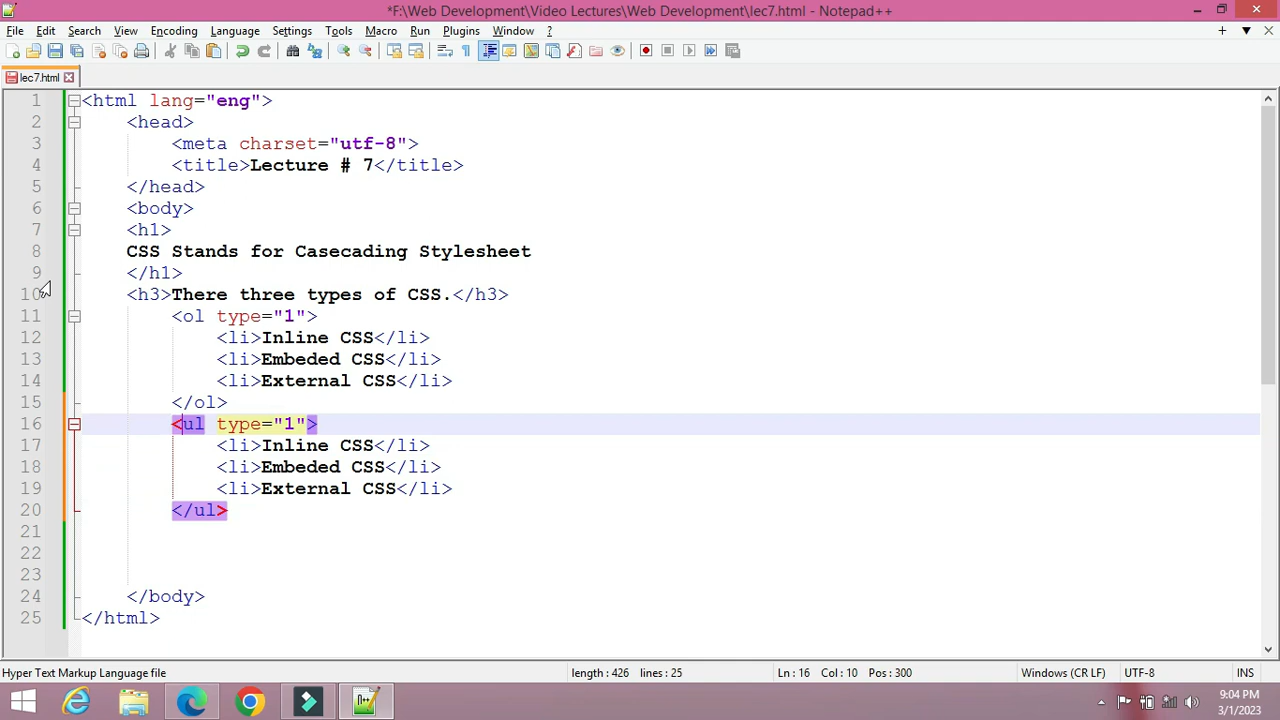 *F:\Web Development\Video Lectures\Web Development\lec7.html - Notepad++
File Edit Search View Encoding Language Settings Tools Macro Run Plugins Window ?
lec7.html
1 <html lang="eng">
2 <head>
3 <meta charset="utf-8">
4 <title>Lecture # 7</title>
5 </head>
6 <body>
7 <h1>
8 CSS Stands for Casecading Stylesheet
9 </h1>
10 <h3>There three types of CSS.</h3>
11 <ol type="1">
12 <li>Inline CSS</li>
13 <li>Embeded CSS</li>
14 <li>External CSS</li>
15 </ol>
16 <ul type="1">
17 <li>Inline CSS</li>
18 <li>Embeded CSS</li>
19 <li>External CSS</li>
20 </ul>
21
22
23
24 </body>
25 </html>
Hyper Text Markup Language file length : 426 lines : 25 Ln : 16 Col : 10 Pos : 300 Windows (CR LF) UTF-8 INS
9:04 PM
3/1/2023